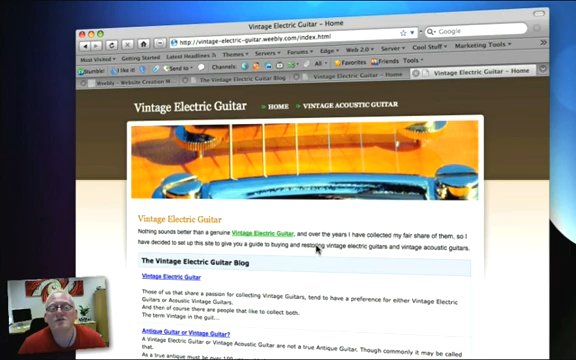 Vintage Electric Guitar – Home
http://vintage-electric-guitar.weebly.com/index.html
Google
Most Visited Getting Started Latest Headlines Themes Forums Edge Web 2.0 Server Cool Stuff Marketing Tools
Stumble! I like it! Send to All Favorites Friends Tools
Weebly - Website Creation M... The Vintage Electric Guitar Blog Vintage Electric Guitar - Home Vintage Electric Guitar - Home
Vintage Electric Guitar HOME VINTAGE ACOUSTIC GUITAR
Vintage Electric Guitar
Nothing sounds better than a genuine Vintage Electric Guitar, and over the years I have collected my fair share of them, so I
have decided to set up this site to give you a guide to buying and restoring vintage electric guitars and vintage acoustic guitars.
The Vintage Electric Guitar Blog
Vintage Electric Guitar
Those of us that share a passion for collecting Vintage Guitars, tend to have a preference for either Vintage Electric
Guitars or Acoustic Vintage Guitars.
And then of course there are people that like to collect both.
The term Vintage in the guit...
Antique Guitar or Vintage Guitar?
A Vintage Electric Guitar or Vintage Acoustic Guitar are not a true Antique Guitar. Though commonly it may be called
that.
As a true antique must be over 100